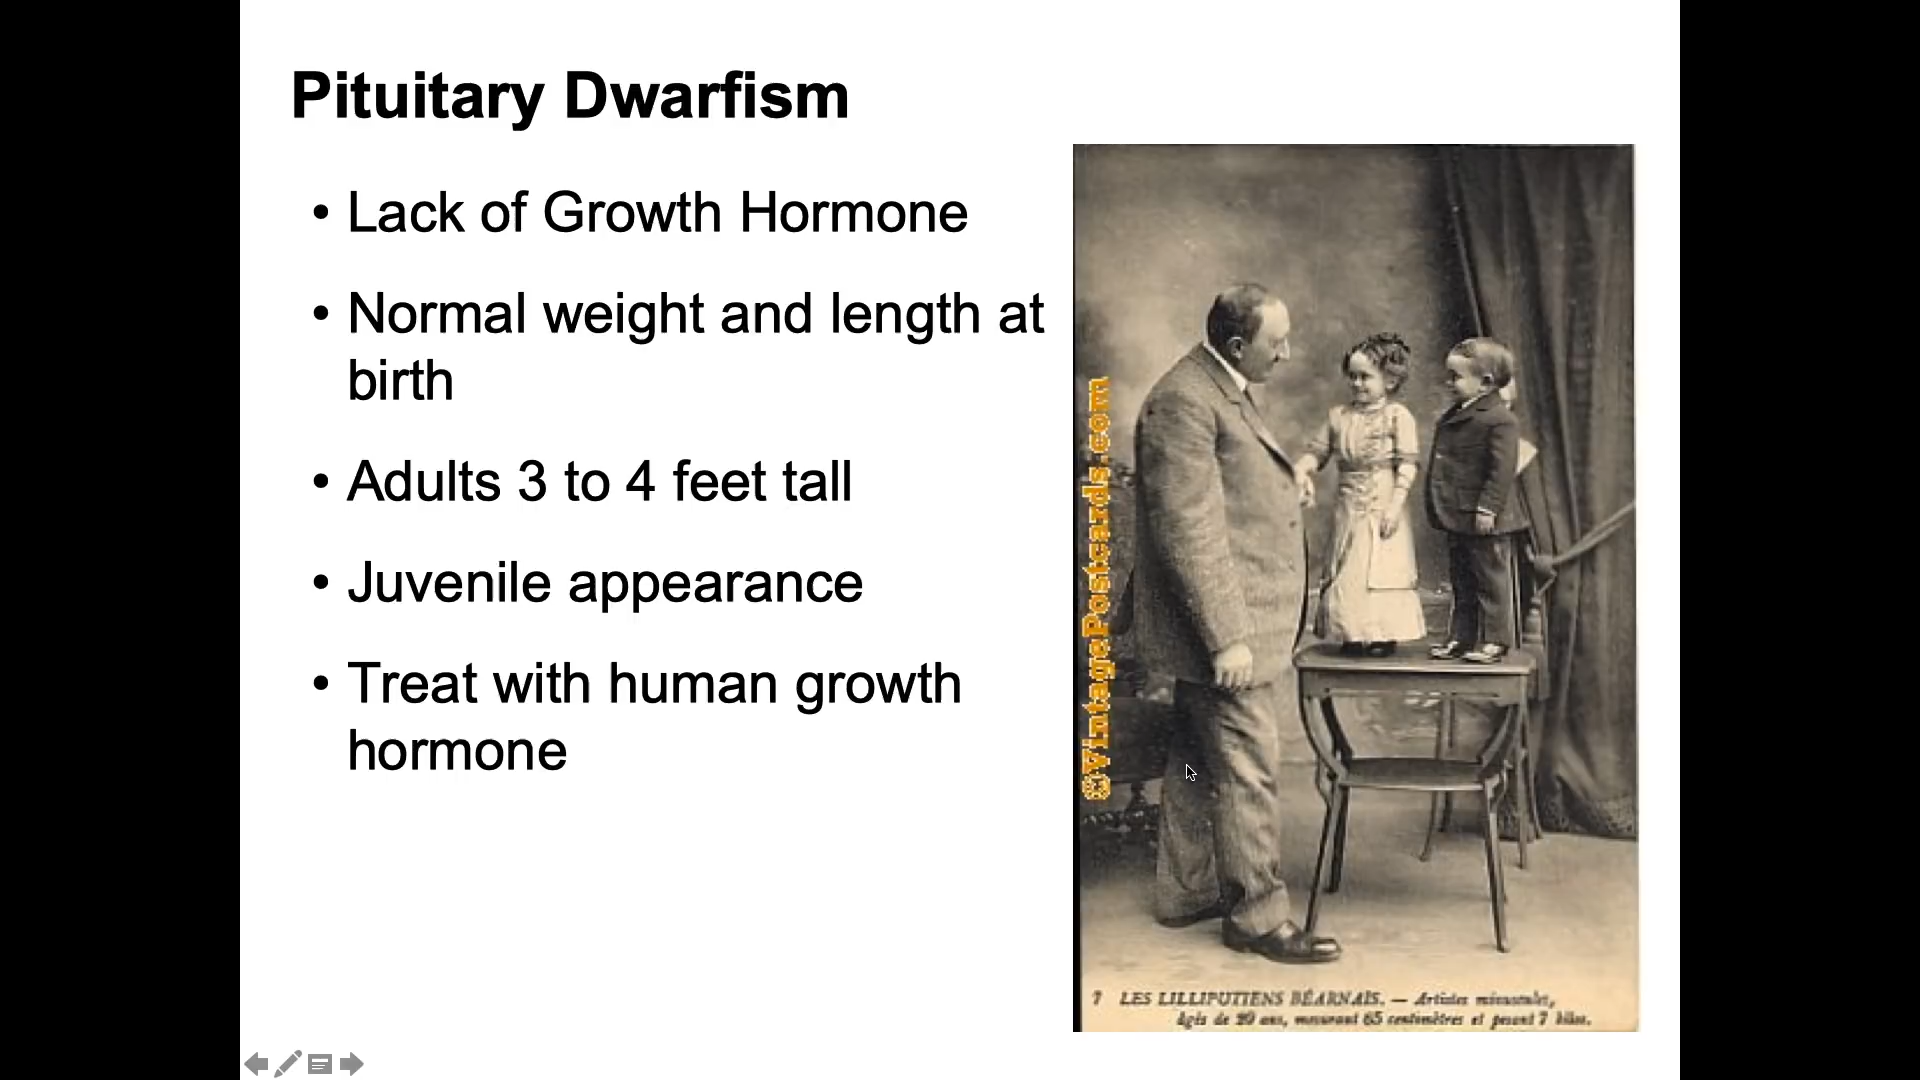 Pituitary Dwarfism
• Lack of Growth Hormone
• Normal weight and length at
birth
• Adults 3 to 4 feet tall
• Juvenile appearance
• Treat with human growth
hormone
©VintagePostcards.com
7 LES LILLIPUTIENS BÉARNAIS. — Artistes minuscules,
âgés de 20 ans, mesurant 65 centimètres et pesant 7 kilos.